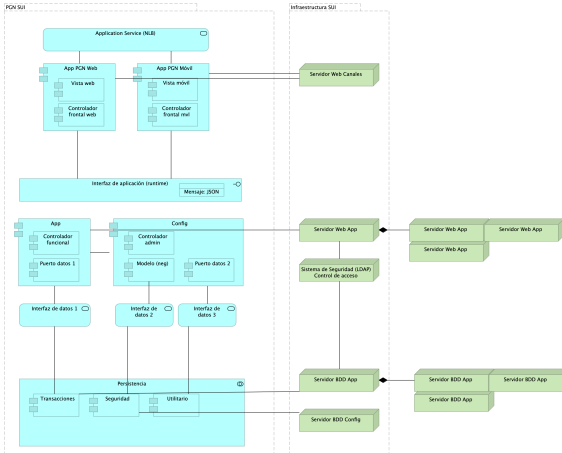 PGN SUI
Infraestructura SUI
Application Service (NLB)
App PGN Web
App PGN Móvil
Vista web
Vista móvil
Servidor Web Canales
Controlador
frontal web
Controlador
frontal mvl
Interfaz de aplicación (runtime)
Mensaje: JSON
App
Config
Controlador
funcional
Controlador
admin
Servidor Web App
Servidor Web App
Servidor Web App
Servidor Web App
Puerto datos 1
Modelo (neg)
Puerto datos 2
Sistema de Seguridad (LDAP)
Control de acceso
Interfaz de datos 1
Interfaz de
datos 2
Interfaz de
datos 3
Persistencia
Servidor BDD App
Servidor BDD App
Servidor BDD App
Servidor BDD App
Transacciones
Seguridad
Utilitario
Servidor BDD Config